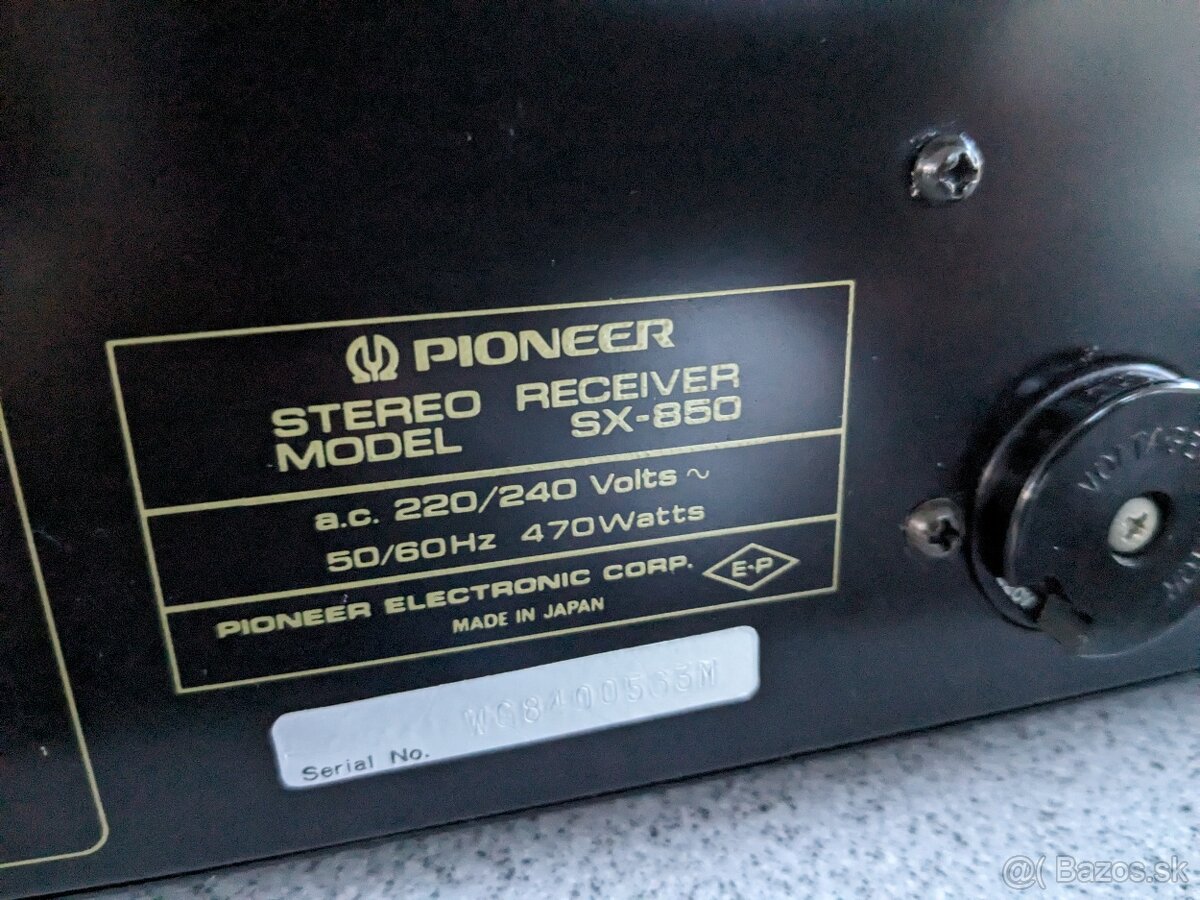 PIONEER
STEREO RECEIVER
MODEL SX-850
a.c. 220/240 Volts ~
50/60Hz 470Watts
PIONEER ELECTRONIC CORP.
E-P
MADE IN JAPAN
Serial No.
@( Bazos.sk